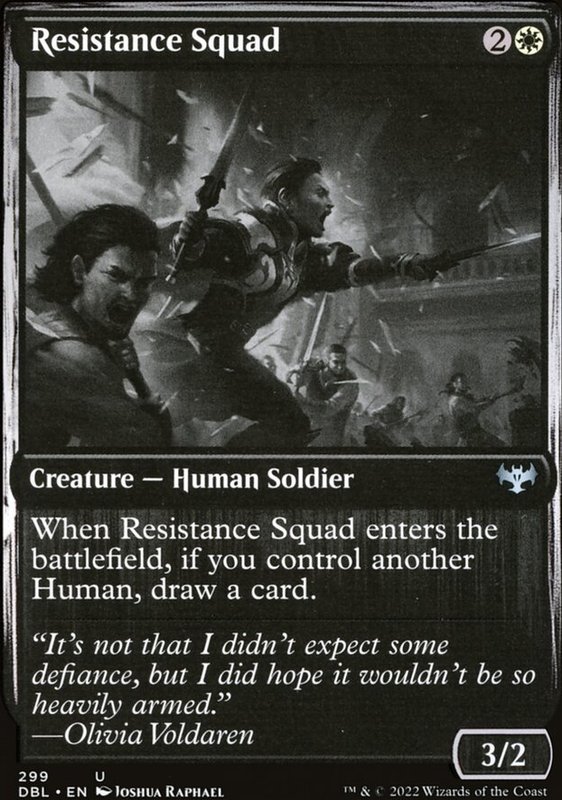 Resistance Squad 2
Creature — Human Soldier
When Resistance Squad enters the
battlefield, if you control another
Human, draw a card.
“It’s not that I didn’t expect some
defiance, but I did hope it wouldn’t be so
heavily armed.”
—Olivia Voldaren
3/2
299 U
DBL • EN Joshua Raphael
™ & © 2022 Wizards of the Coast